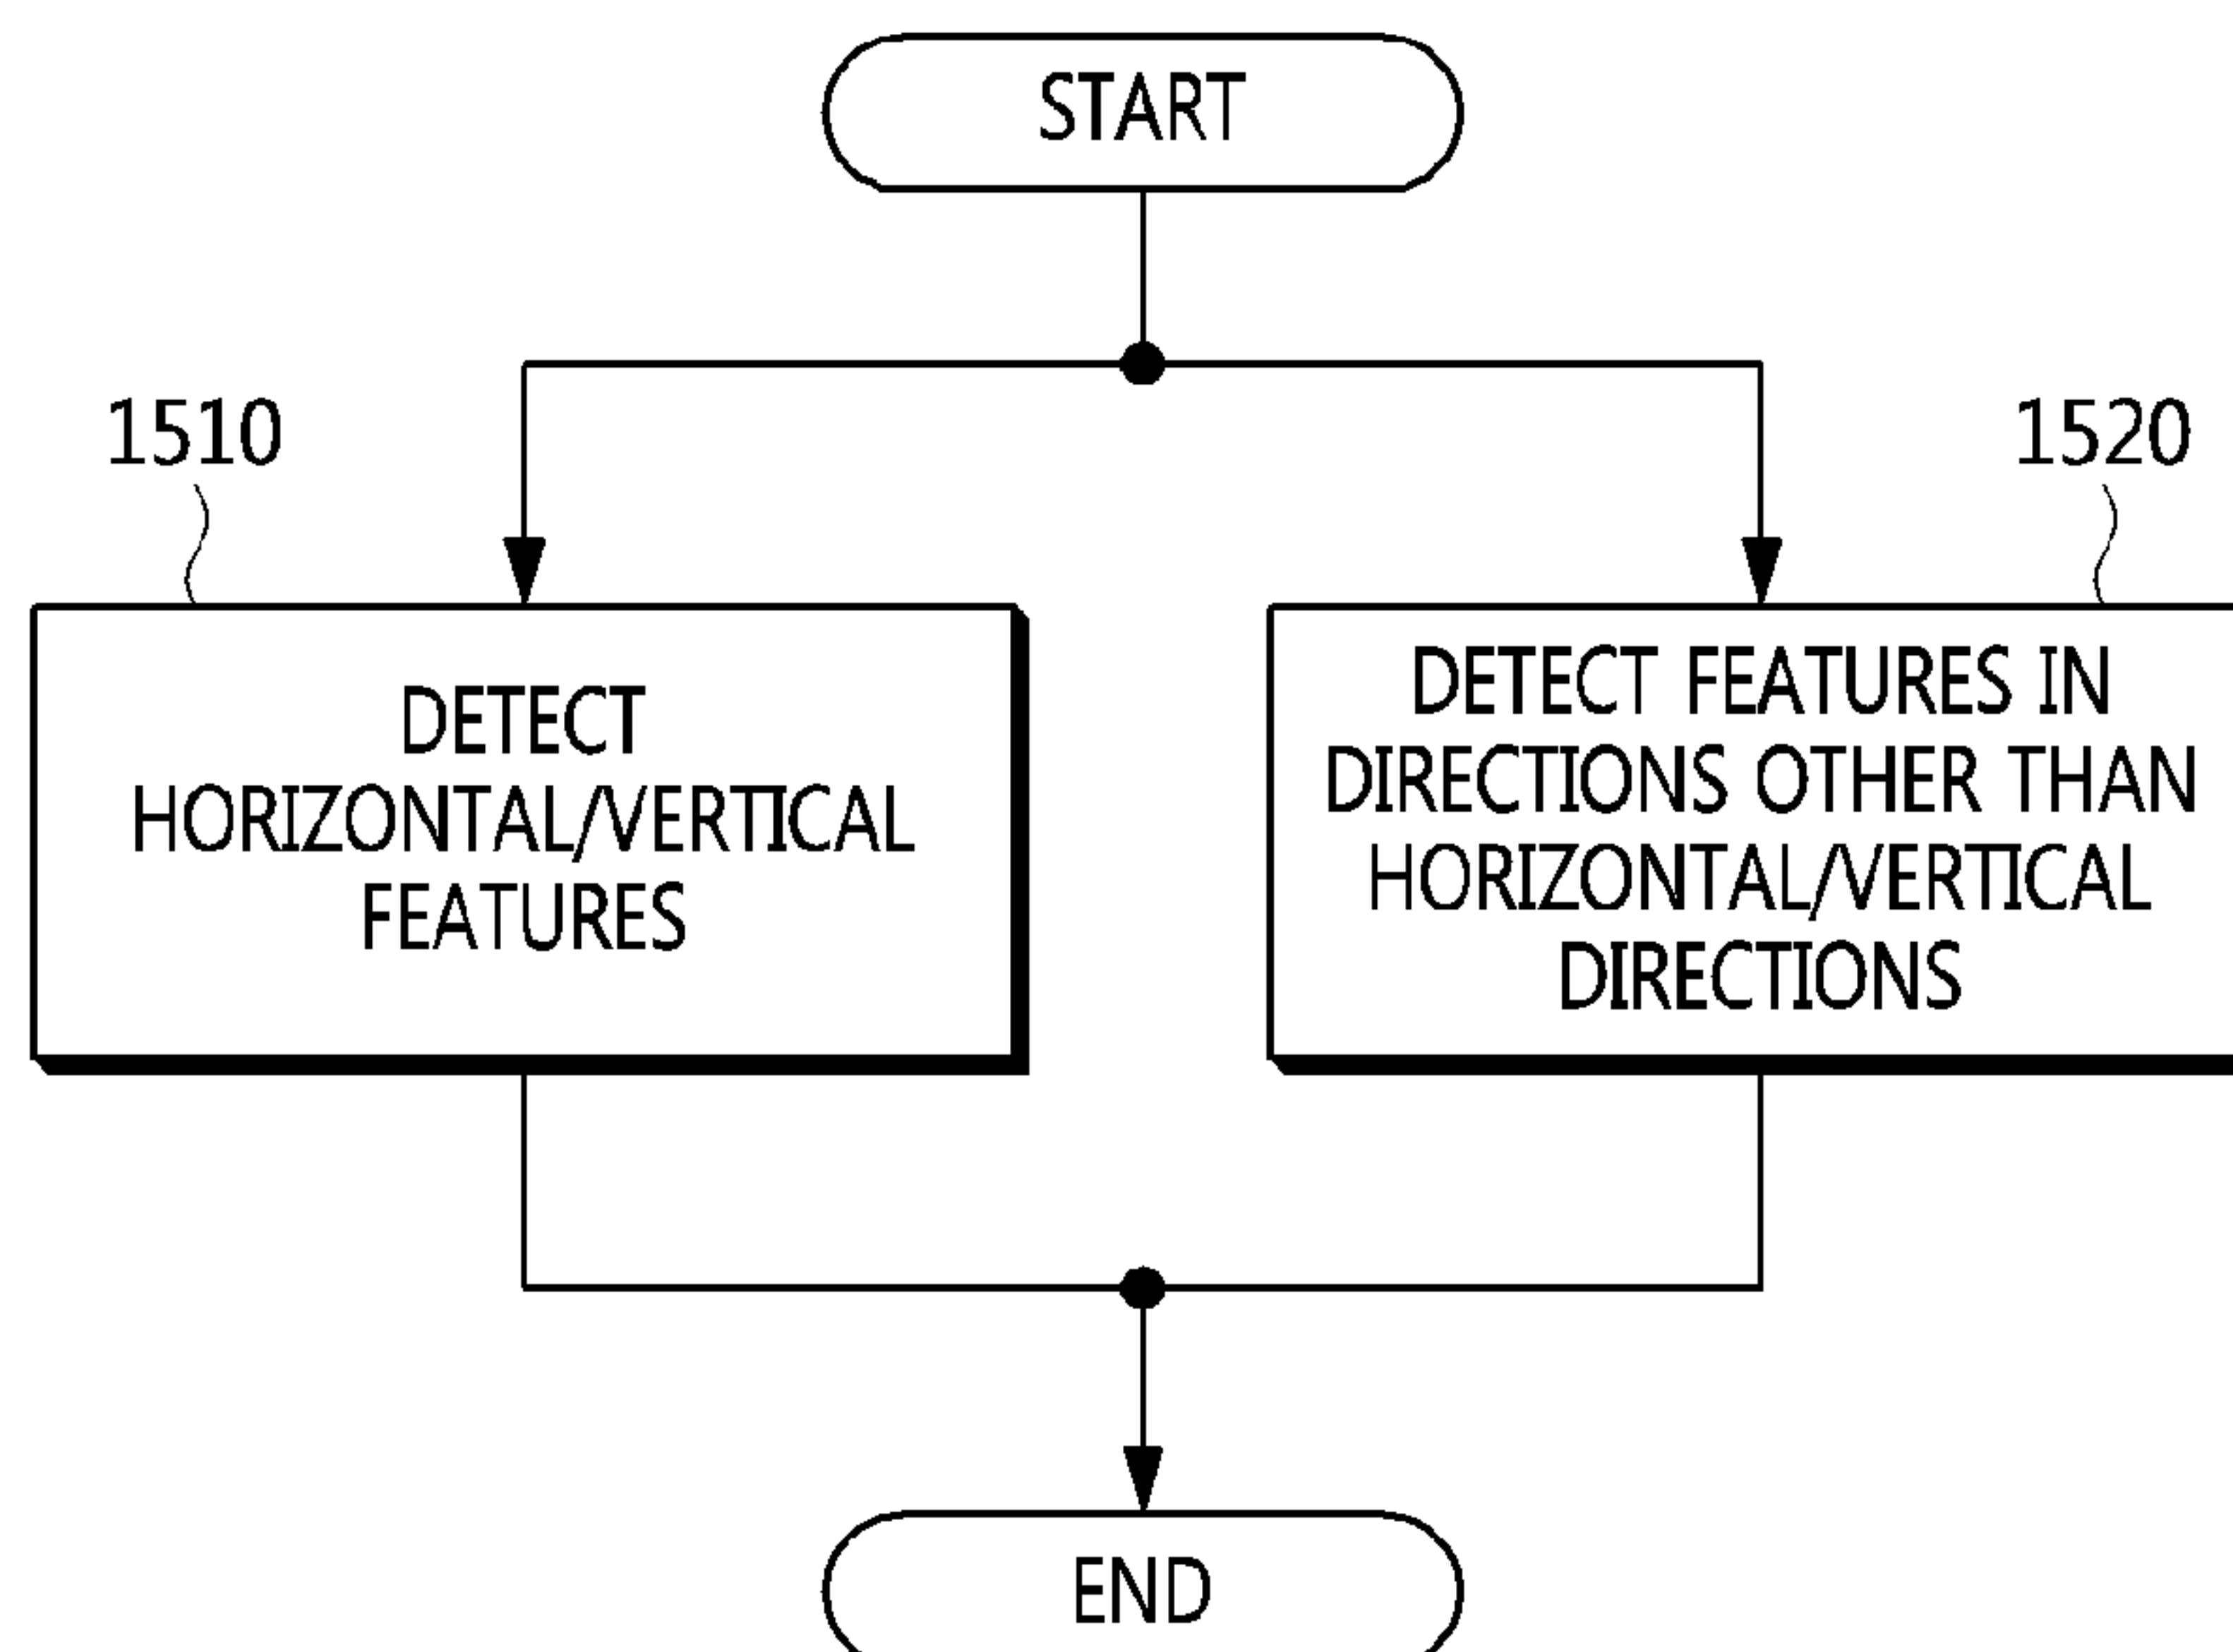 START
1510
1520
DETECT
HORIZONTAL/VERTICAL
FEATURES
DETECT FEATURES IN
DIRECTIONS OTHER THAN
HORIZONTAL/VERTICAL
DIRECTIONS
END